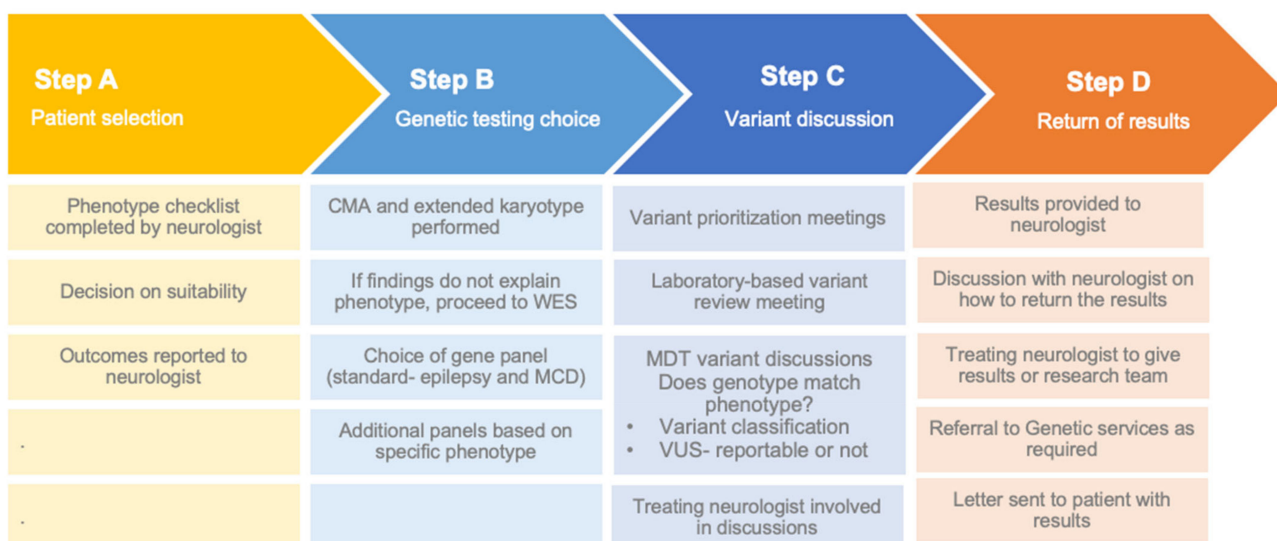 Step A
Patient selection
Step B
Genetic testing choice
Step C
Variant discussion
Step D
Return of results
Phenotype checklist
completed by neurologist
Decision on suitability
Outcomes reported to
neurologist
.
.
CMA and extended karyotype
performed
If findings do not explain
phenotype, proceed to WES
Choice of gene panel
(standard- epilepsy and MCD)
Additional panels based on
specific phenotype
Variant prioritization meetings
Laboratory-based variant
review meeting
MDT variant discussions
Does genotype match
phenotype?
• Variant classification
• VUS- reportable or not
Treating neurologist involved
in discussions
Results provided to
neurologist
Discussion with neurologist on
how to return the results
Treating neurologist to give
results or research team
Referral to Genetic services as
required
Letter sent to patient with
results